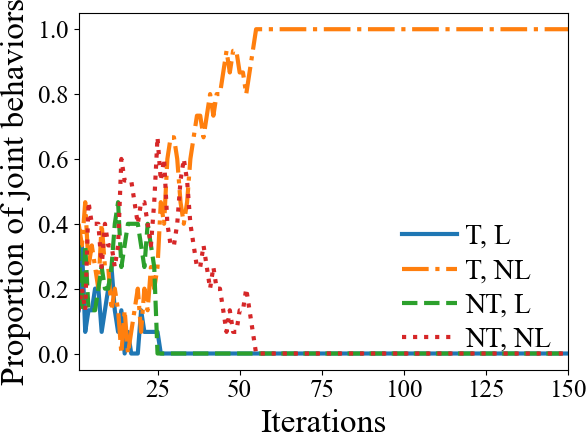 Proportion of joint behaviors
1.0
0.8
0.6
0.4
0.2
0.0
T, L
T, NL
NT, L
NT, NL
25 50 75 100 125 150
Iterations